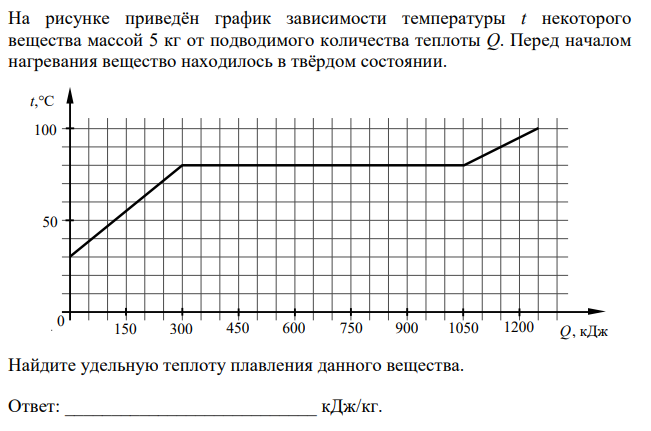 На рисунке приведён график зависимости температуры t некоторого
вещества массой 5 кг от подводимого количества теплоты Q. Перед началом
нагревания вещество находилось в твёрдом состоянии.
t,°C
100
50
0
150 300 450 600 750 900 1050 1200 Q, кДж
Найдите удельную теплоту плавления данного вещества.
Ответ: ___________________________ кДж/кг.